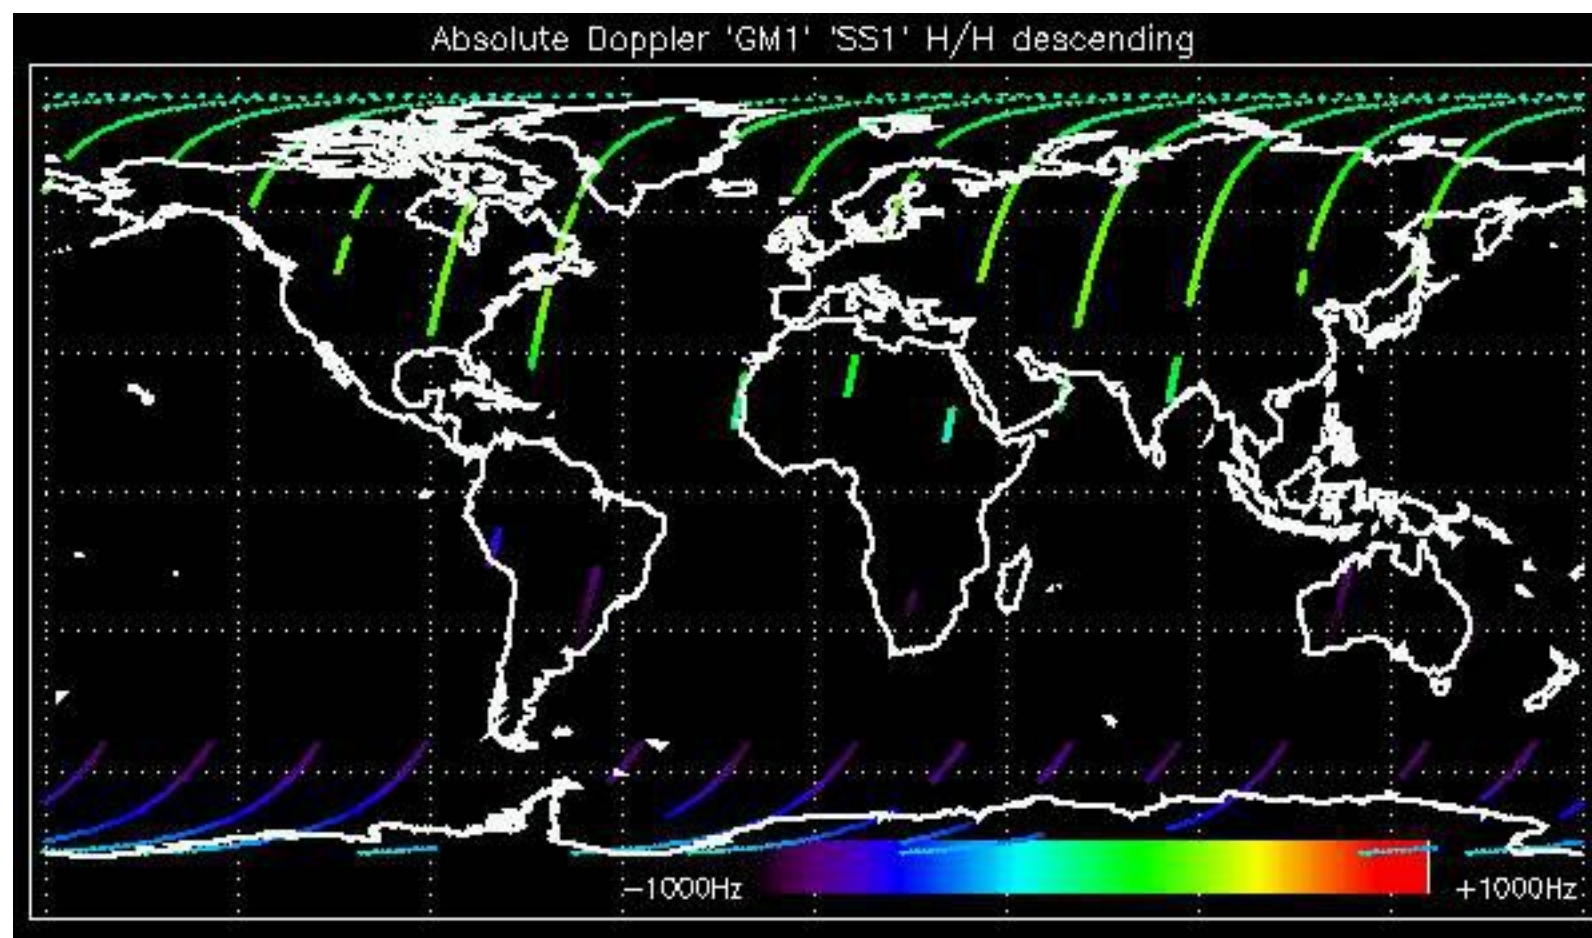 Absolute Doppler 'GM1' 'SS1' H/H descending
−1000Hz
+1000Hz